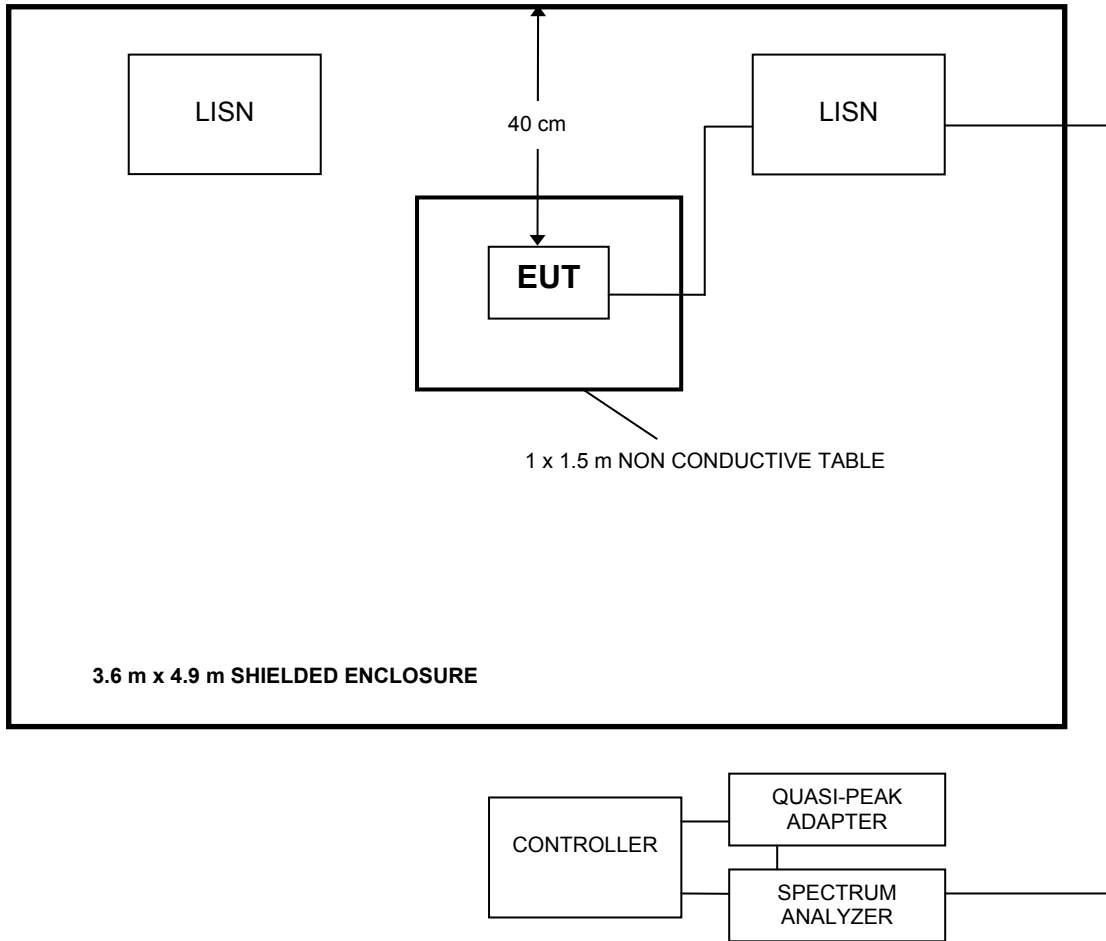 LISN
LISN
40 cm
EUT
1 x 1.5 m NON CONDUCTIVE TABLE
3.6 m x 4.9 m SHIELDED ENCLOSURE
CONTROLLER
QUASI-PEAK
ADAPTER
SPECTRUM
ANALYZER